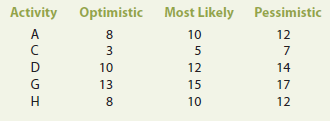 Activity Optimistic Most Likely Pessimistic
A 8 10 12
C 3 5 7
D 10 12 14
G 13 15 17
H 8 10 12